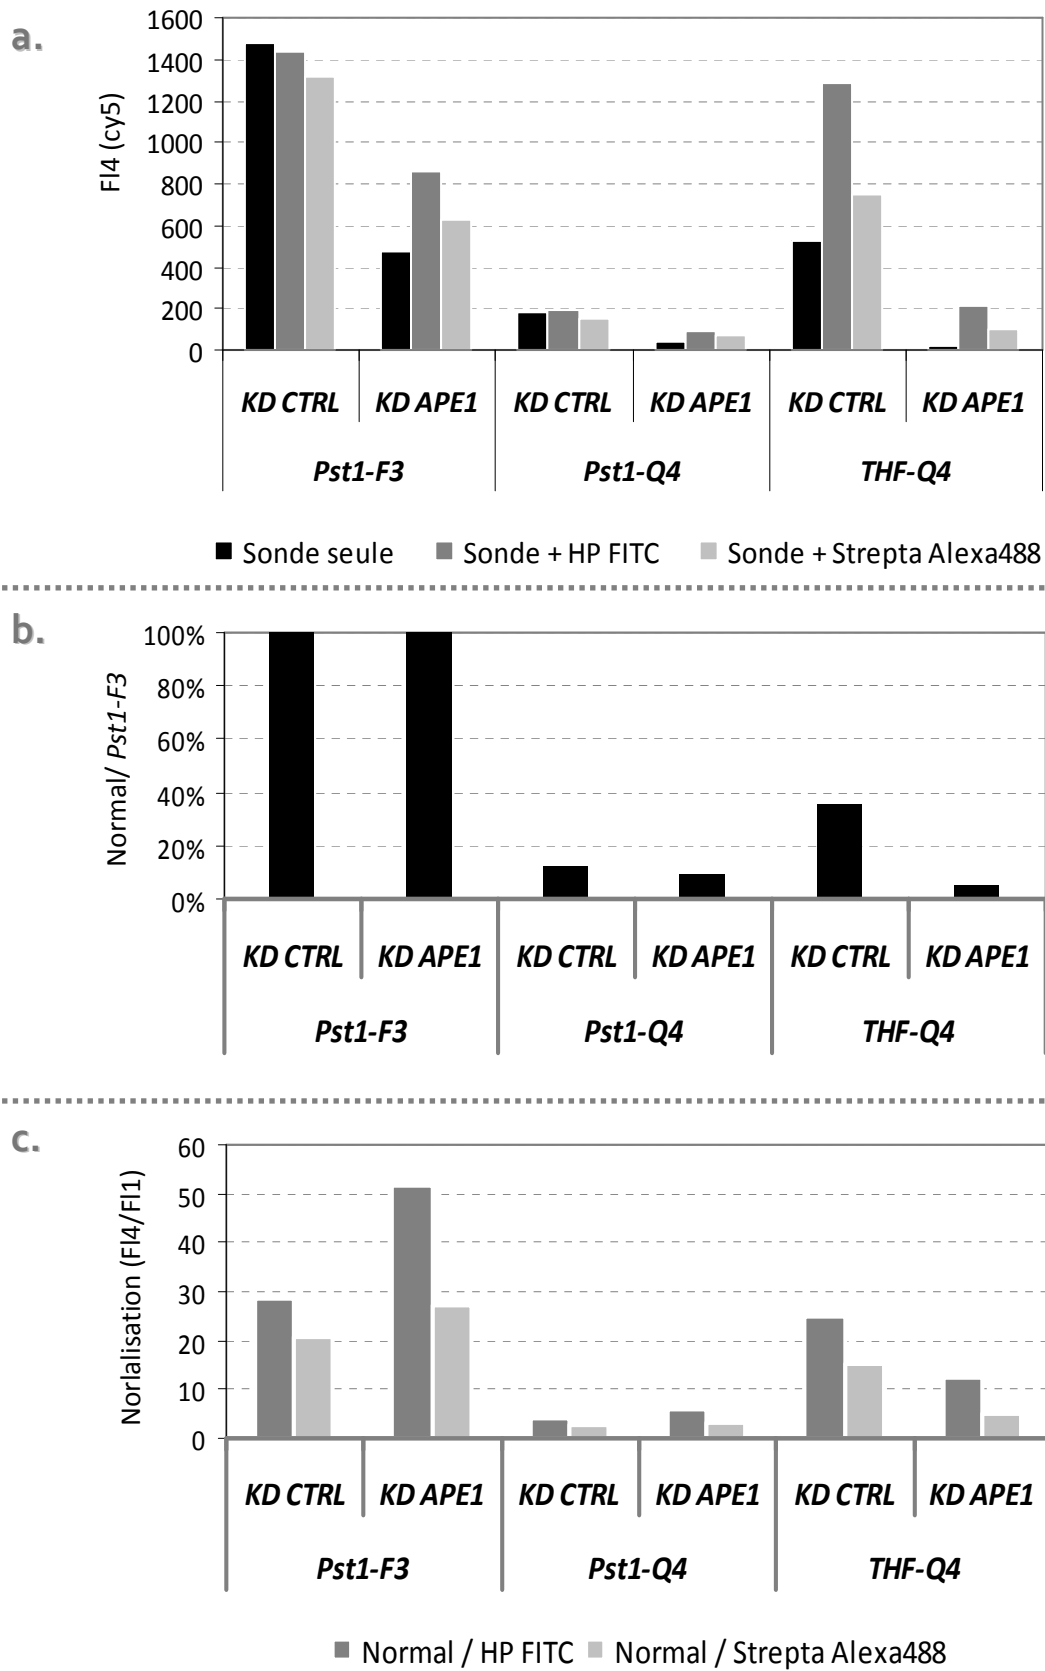 a.
Fl4 (cy5)
1600
1400
1200
1000
800
600
400
200
0
KD CTRL KD APE1 KD CTRL KD APE1 KD CTRL KD APE1
Pst1-F3 Pst1-Q4 THF-Q4
Sonde seule Sonde + HP FITC Sonde + Strepta Alexa488
b.
Normal/ Pst1-F3
100%
80%
60%
40%
20%
0%
KD CTRL KD APE1 KD CTRL KD APE1 KD CTRL KD APE1
Pst1-F3 Pst1-Q4 THF-Q4
c.
Norlalisation (Fl4/Fl1)
60
50
40
30
20
10
0
KD CTRL KD APE1 KD CTRL KD APE1 KD CTRL KD APE1
Pst1-F3 Pst1-Q4 THF-Q4
Normal / HP FITC Normal / Strepta Alexa488